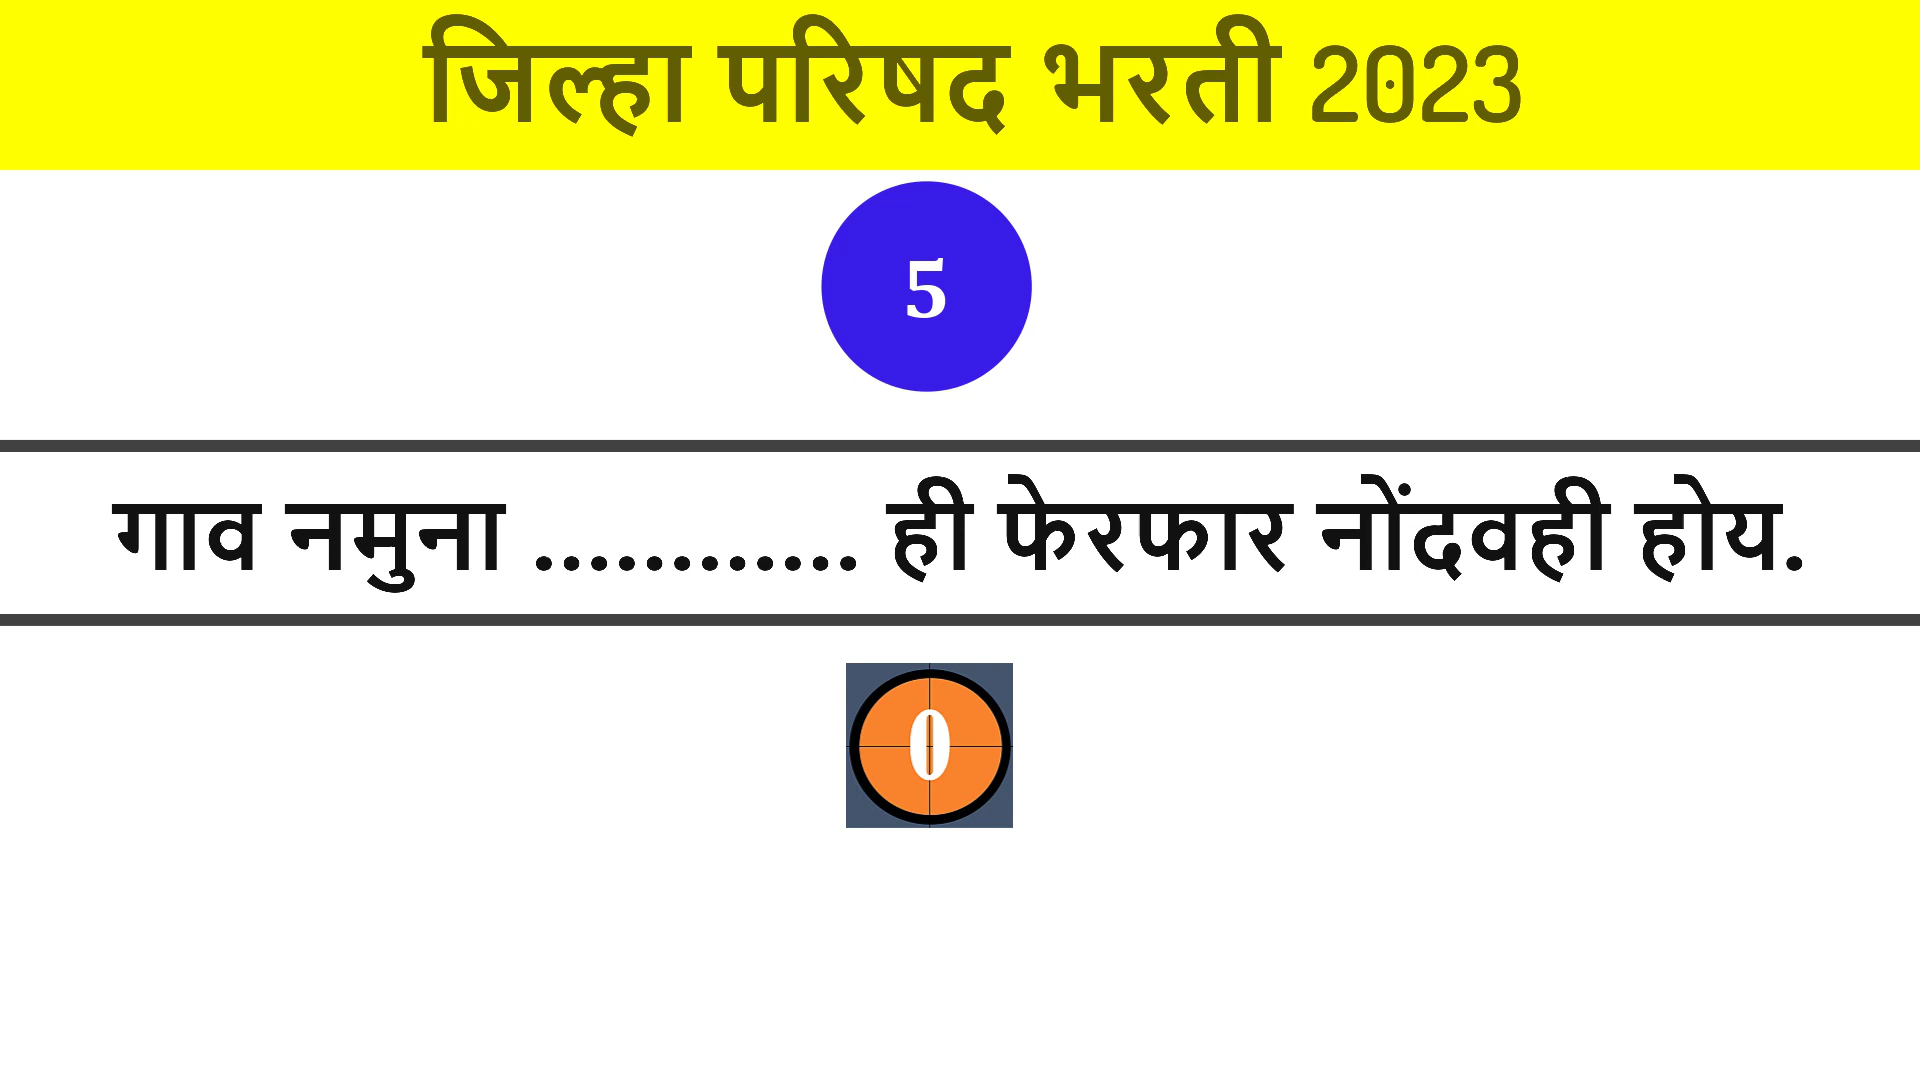 जिल्हा परिषद भरती 2023
5
गाव नमुना ............ ही फेरफार नोंदवही होय.
0